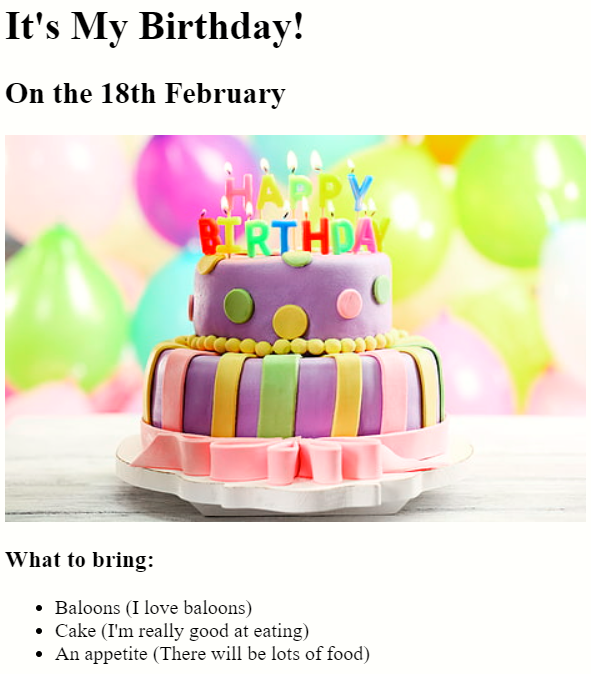 It's My Birthday!
On the 18th February
HAPPY
BIRTHDAY
What to bring:
Baloons (I love baloons)
Cake (I'm really good at eating)
An appetite (There will be lots of food)